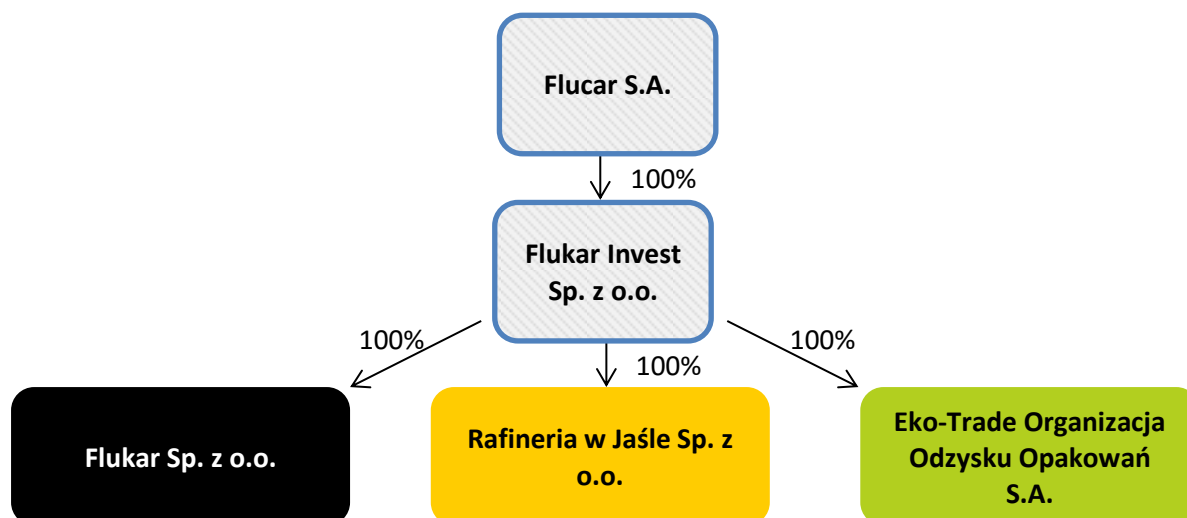 Flucar S.A.
100%
Flukar Invest
Sp. z o.o.
100%
100%
100%
Flukar Sp. z o.o.
Rafineria w Jaśle Sp. z
o.o.
Eko-Trade Organizacja
Odzysku Opakowań
S.A.